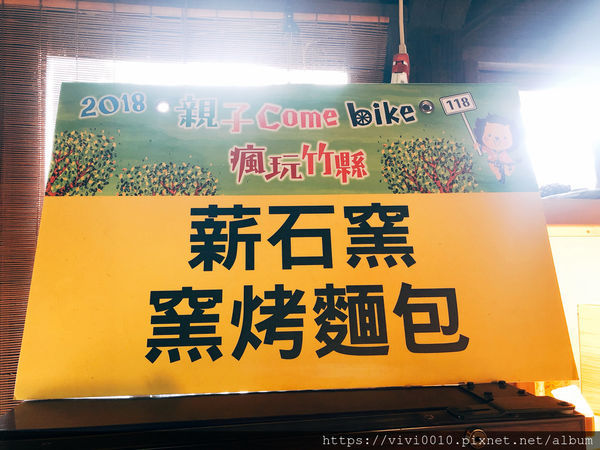 2018 親子Come bike
118
瘋玩竹縣
薪石窯
窯烤麵包
https://vivi0010.pixnet.net/album